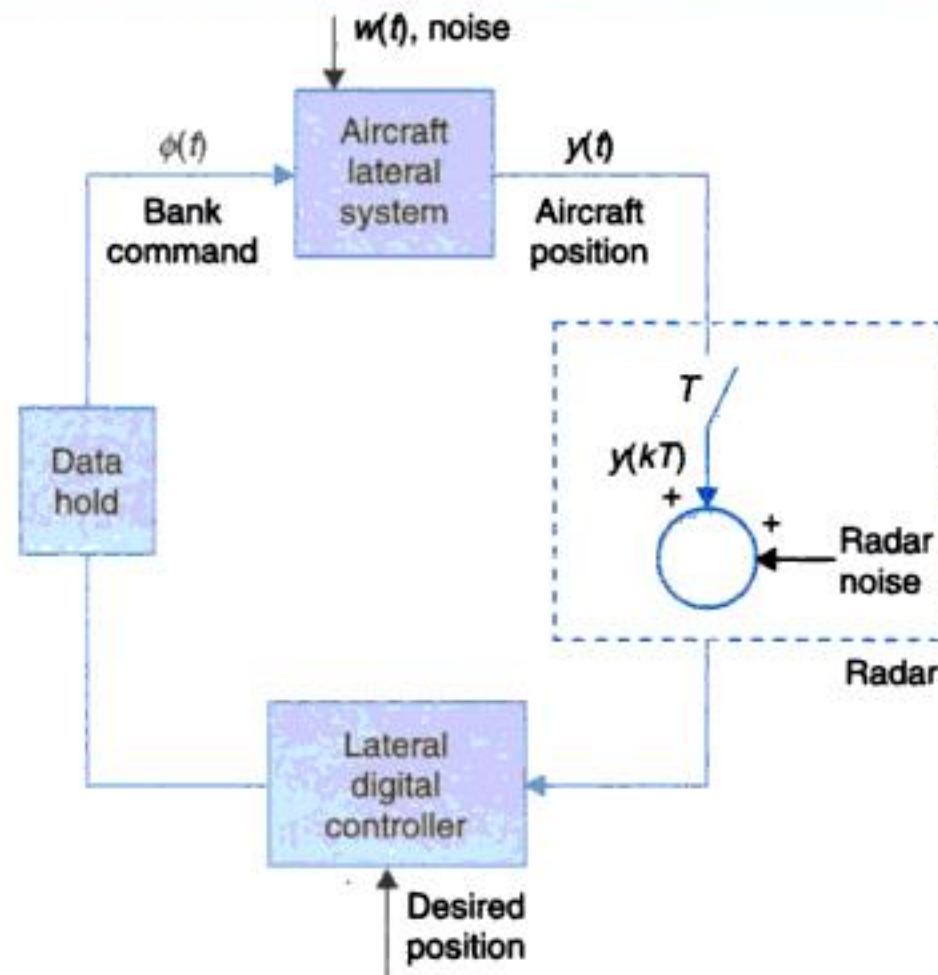 w(t), noise
Aircraft
lateral
system
ϕ(t)
Bank
command
y(t)
Aircraft
position
T
y(kT)
+
+
Radar
noise
Radar
Data
hold
Lateral
digital
controller
Desired
position